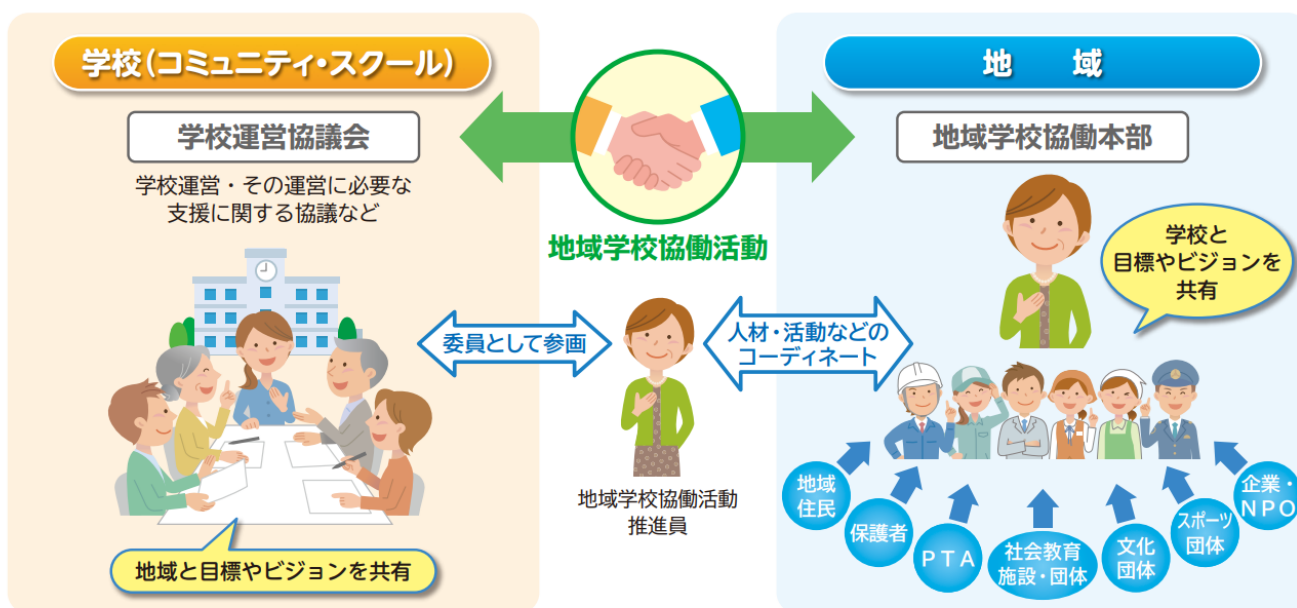 学校(コミュニティ・スクール)
学校運営協議会
学校運営・その運営に必要な
支援に関する協議など
地域と目標やビジョンを共有
地域学校協働活動
委員として参画
人材・活動などの
コーディネート
地域学校協働活動
推進員
地　域
地域学校協働本部
学校と
目標やビジョンを
共有
地域
住民
保護者
PTA
社会教育
施設・団体
文化
団体
スポーツ
団体
企業・
NPO